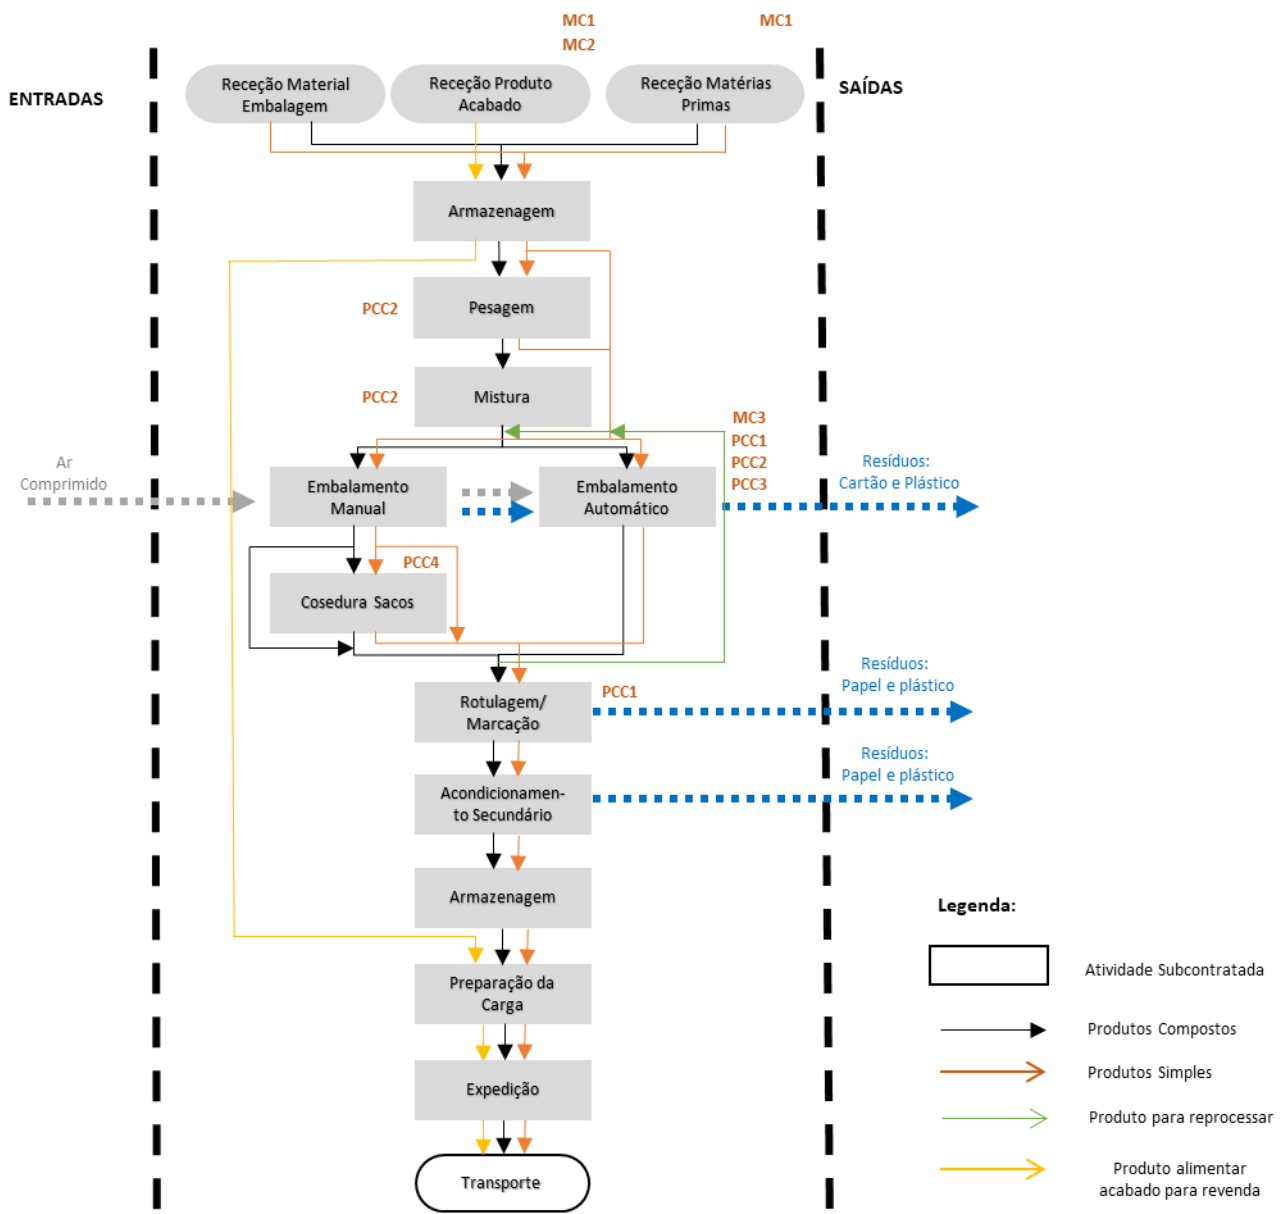 MC1
MC2
MC1
ENTRADAS
Receção Material
Embalagem
Receção Produto
Acabado
Receção Matérias
Primas
SAÍDAS
Armazenagem
PCC2
Pesagem
PCC2
Mistura
MC3
PCC1
PCC2
PCC3
Ar
Comprimido
Embalamento
Manual
Embalamento
Automático
Resíduos:
Cartão e Plástico
PCC4
Cosedura Sacos
Rotulagem/
Marcação
PCC1
Resíduos:
Papel e plástico
Acondicionamen-
to Secundário
Resíduos:
Papel e plástico
Armazenagem
Preparação da
Carga
Expedição
Transporte
Legenda:
Atividade Subcontratada
Produtos Compostos
Produtos Simples
Produto para reprocessar
Produto alimentar
acabado para revenda